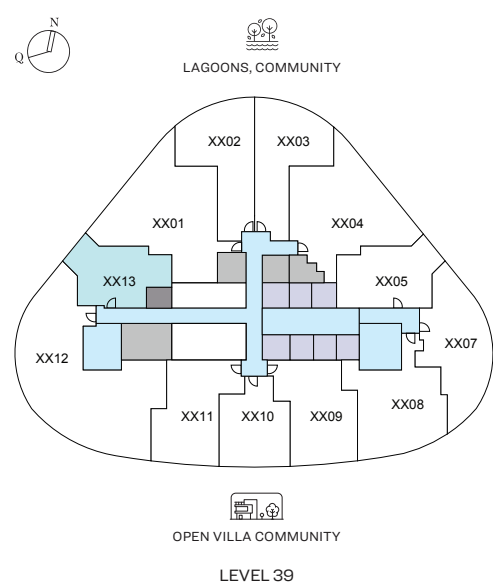 N
Q
LAGOONS, COMMUNITY
XX02
XX03
XX01
XX04
XX13
XX05
XX12
XX07
XX08
XX11
XX10
XX09
OPEN VILLA COMMUNITY
LEVEL 39